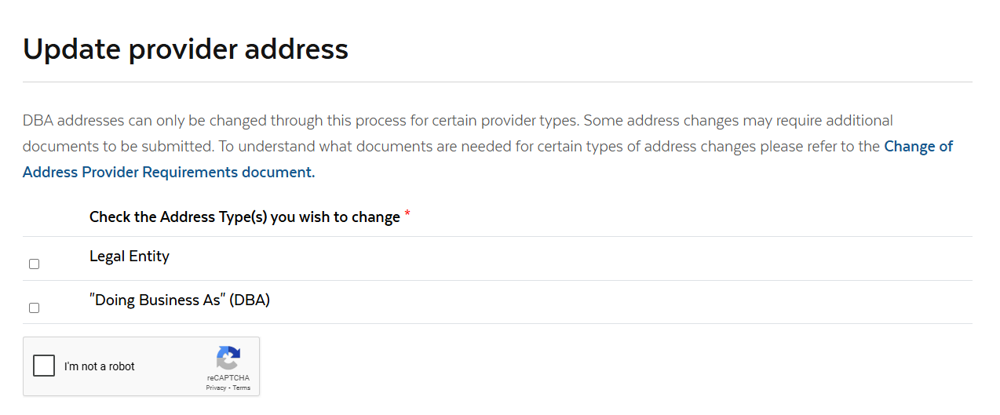 Update provider address
DBA addresses can only be changed through this process for certain provider types. Some address changes may require additional
documents to be submitted. To understand what documents are needed for certain types of address changes please refer to the Change of
Address Provider Requirements document.
Check the Address Type(s) you wish to change *
Legal Entity
"Doing Business As" (DBA)
I'm not a robot
reCAPTCHA
Privacy - Terms